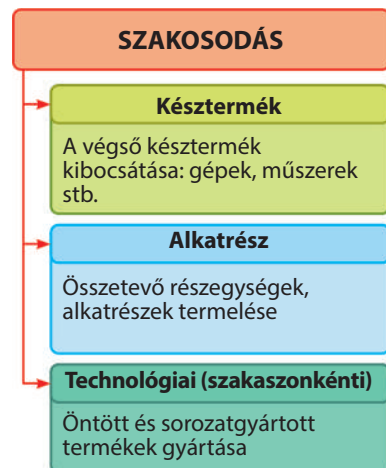 SZAKOSODÁS
Késztermék
A végső késztermék
kibocsátása: gépek, műszerek
stb.
Alkatrész
Összetevő részegységek,
alkatrészek termelése
Technológiai (szakaszonkénti)
Öntött és sorozatgyártott
termékek gyártása